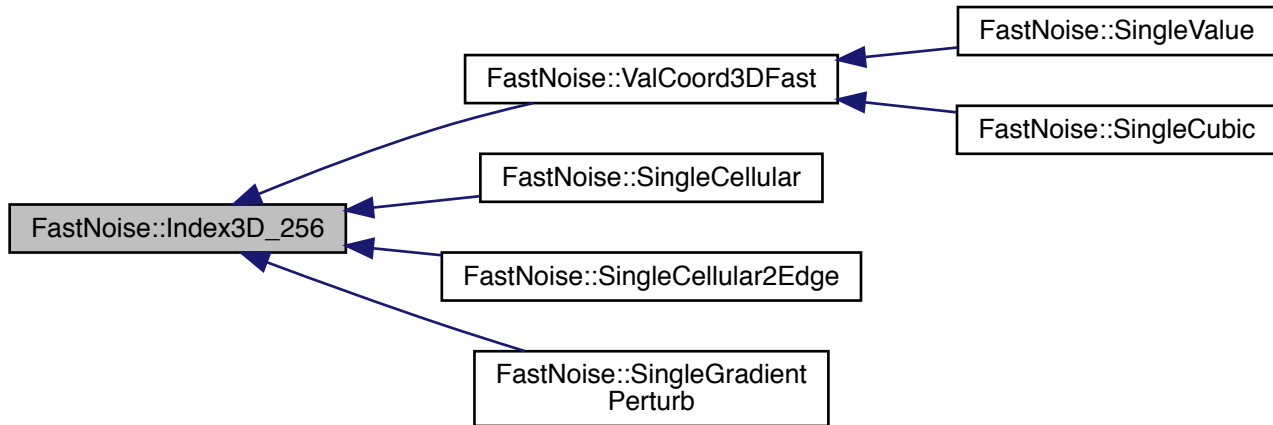 FastNoise::SingleValue
FastNoise::ValCoord3DFast
FastNoise::SingleCubic
FastNoise::SingleCellular
FastNoise::Index3D_256
FastNoise::SingleCellular2Edge
FastNoise::SingleGradient
Perturb